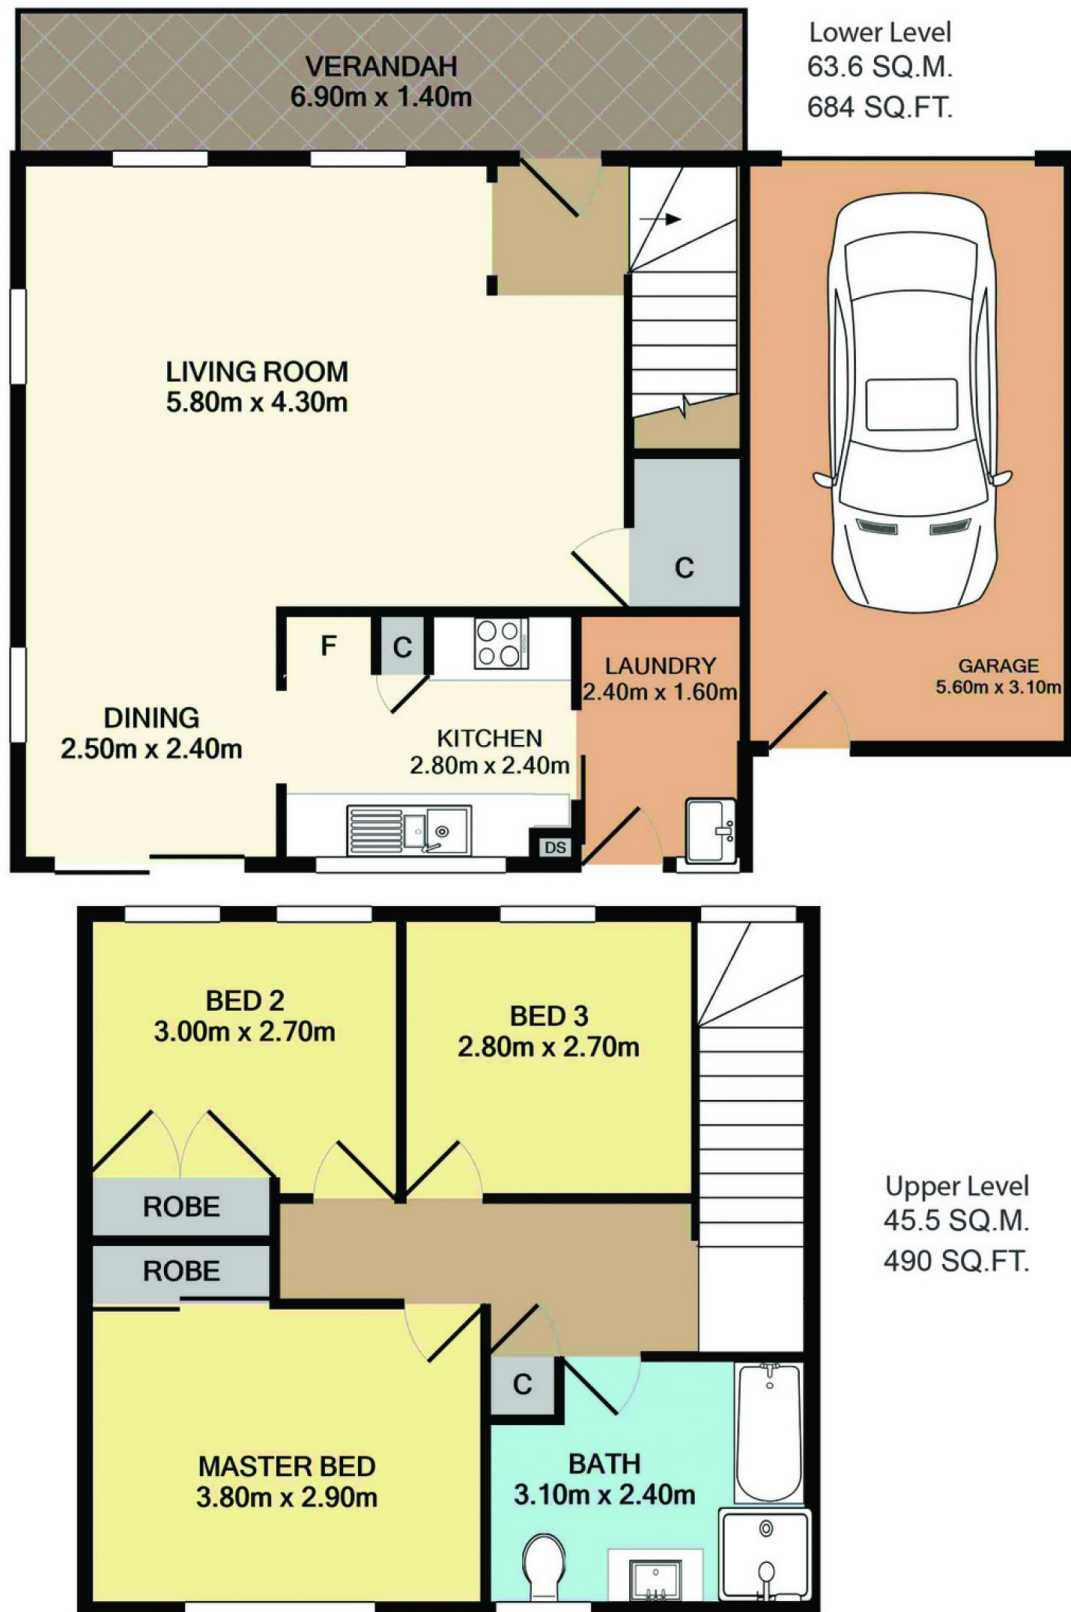 Lower Level
63.6 SQ.M.
684 SQ.FT.
VERANDAH
6.90m x 1.40m
LIVING ROOM
5.80m x 4.30m
C
F
C
LAUNDRY
2.40m x 1.60m
GARAGE
5.60m x 3.10m
DINING
2.50m x 2.40m
KITCHEN
2.80m x 2.40m
DS
BED 2
3.00m x 2.70m
BED 3
2.80m x 2.70m
ROBE
ROBE
Upper Level
45.5 SQ.M.
490 SQ.FT.
C
MASTER BED
3.80m x 2.90m
BATH
3.10m x 2.40m